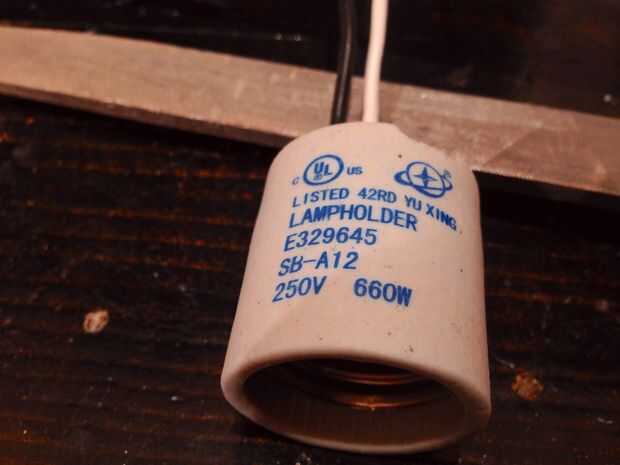 C UL US ®
LISTED 42RD YU XING
LAMPHOLDER
E329645
SB-A12
250V 660W